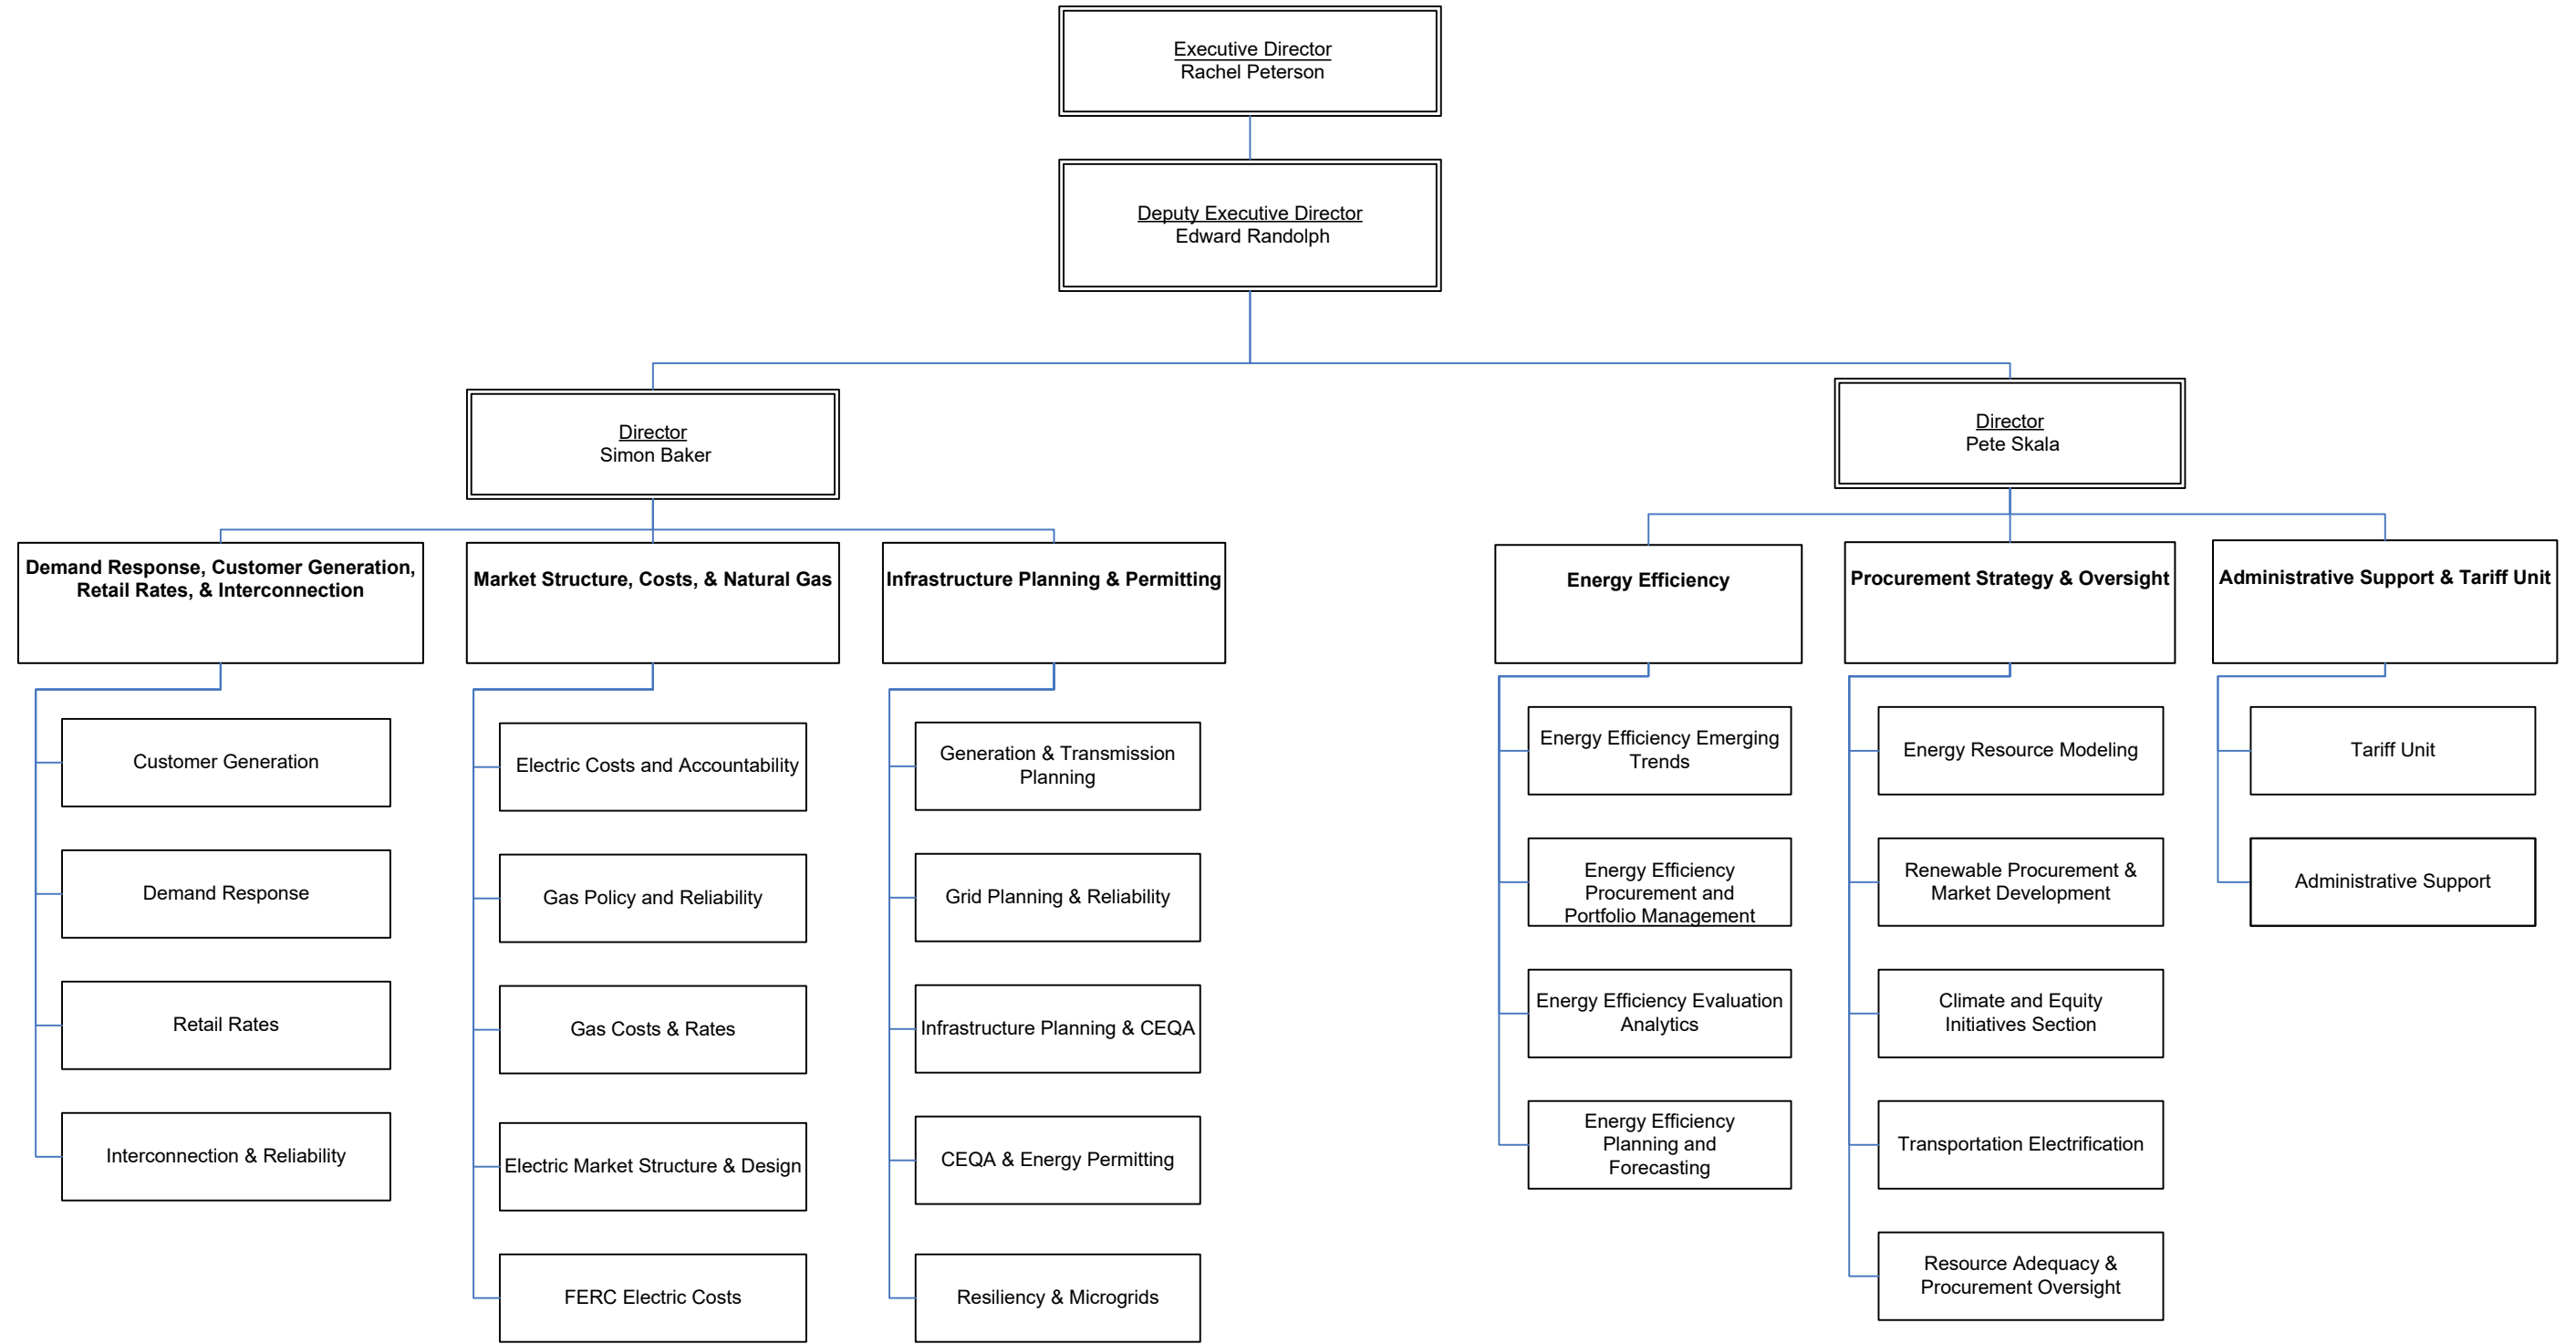 Executive Director
Rachel Peterson
Deputy Executive Director
Edward Randolph
Director
Simon Baker
Director
Pete Skala
Demand Response, Customer Generation,
Retail Rates, & Interconnection
Market Structure, Costs, & Natural Gas
Infrastructure Planning & Permitting
Energy Efficiency
Procurement Strategy & Oversight
Administrative Support & Tariff Unit
Customer Generation
Demand Response
Retail Rates
Interconnection & Reliability
Electric Costs and Accountability
Gas Policy and Reliability
Gas Costs & Rates
Electric Market Structure & Design
FERC Electric Costs
Generation & Transmission
Planning
Grid Planning & Reliability
Infrastructure Planning & CEQA
CEQA & Energy Permitting
Resiliency & Microgrids
Energy Efficiency Emerging
Trends
Energy Efficiency
Procurement and
Portfolio Management
Energy Efficiency Evaluation
Analytics
Energy Efficiency
Planning and
Forecasting
Energy Resource Modeling
Renewable Procurement &
Market Development
Climate and Equity
Initiatives Section
Transportation Electrification
Resource Adequacy &
Procurement Oversight
Tariff Unit
Administrative Support